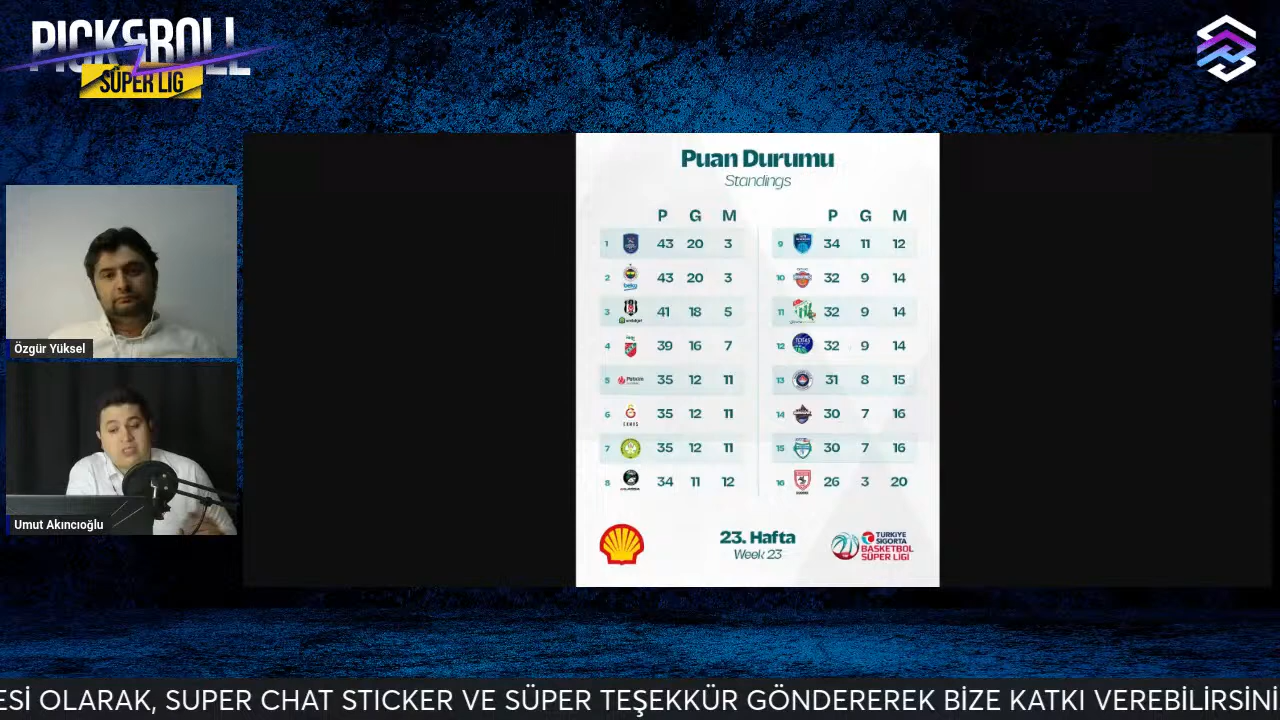 PICK&ROLL
SÜPER LIG
Özgür Yüksel
Umut Akıncıoğlu
Puan Durumu
Standings
P G M
1 43 20 3
2 beko 43 20 3
3 41 18 5
4 39 16 7
5 Petkim 35 12 11
6 35 12 11
7 35 12 11
8 34 11 12
P G M
9 34 11 12
10 32 9 14
11 32 9 14
12 32 9 14
13 31 8 15
14 30 7 16
15 30 7 16
16 26 3 20
23. Hafta
Week 23
TÜRKİYE
SİGORTA
BASKETBOL
SÜPER LİGİ
ESİ OLARAK, SUPER CHAT STICKER VE SÜPER TEŞEKKÜR GÖNDEREREK BİZE KATKI VEREBİLİRSİNİ